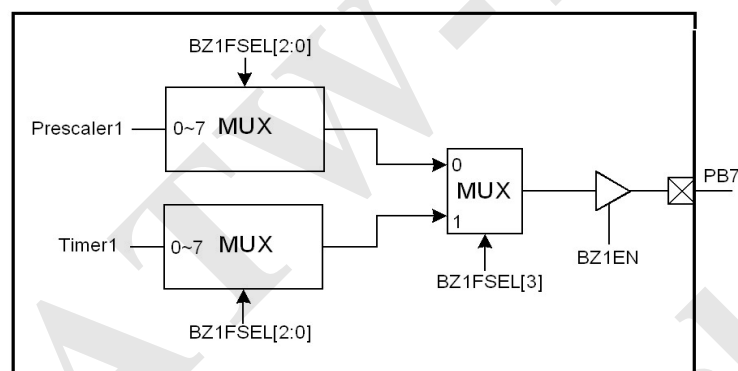 BZ1FSEL[2:0]
Prescaler1
0~7 MUX
0
MUX
PB7
1
Timer1
0~7 MUX
BZ1EN
BZ1FSEL[3]
BZ1FSEL[2:0]